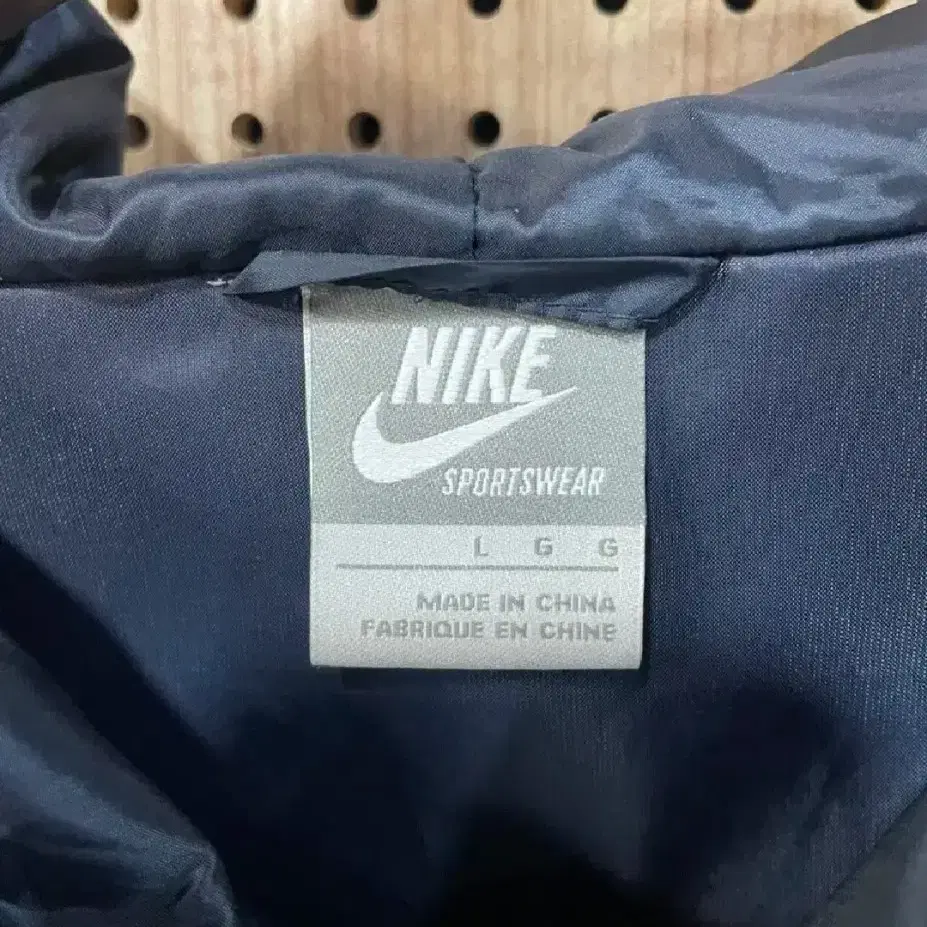 NIKE
SPORTSWEAR
L G G
MADE IN CHINA
FABRIQUE EN CHINE